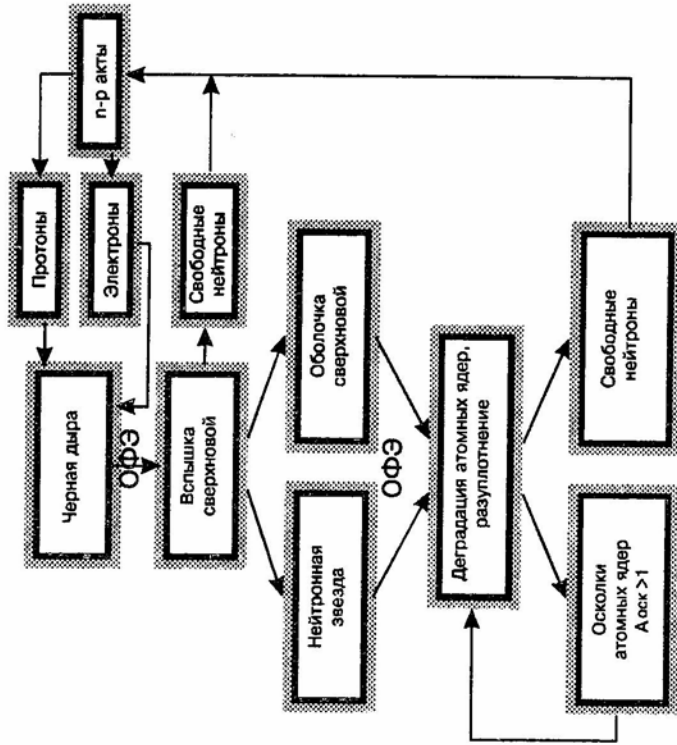 n-p акты
Протоны
Электроны
Черная дыра
ОФЭ
Вспышка
сверхновой
Свободные
нейтроны
Нейтронная
звезда
Оболочка
сверхновой
ОФЭ
Деградация атомных ядер,
разуплотнение
Осколки
атомных ядер
A оск >1
Свободные
нейтроны